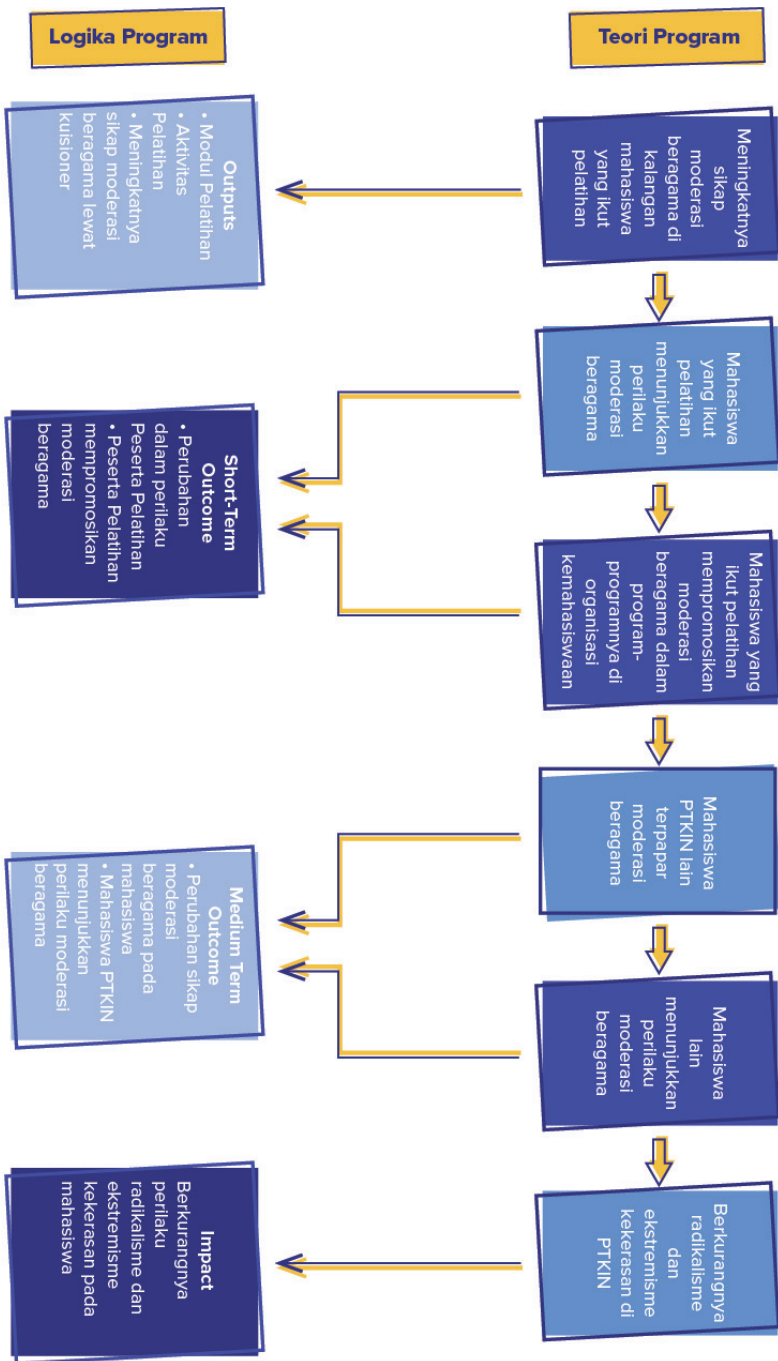 Teori Program
Meningkatnya
sikap
moderasi
beragama di
kalangan
mahasiswa
yang ikut
pelatihan
Mahasiswa
yang ikut
pelatihan
menunjukkan
perilaku
moderasi
beragama
Mahasiswa yang
ikut pelatihan
mempromosikan
moderasi
beragama dalam
program-
programnya di
organisasi
kemahasiswaan
Mahasiswa
PTKIN lain
terpapar
moderasi
beragama
Mahasiswa
lain
menunjukkan
perilaku
moderasi
beragama
Berkurangnya
radikalisme
dan
ekstremisme
kekerasan di
PTKIN
Logika Program
Outputs
• Modul Pelatihan
• Aktivitas
Pelatihan
• Meningkatnya
sikap moderasi
beragama lewat
kuisioner
Short-Term
Outcome
• Perubahan
dalam perilaku
Peserta Pelatihan
• Peserta Pelatihan
mempromosikan
moderasi
beragama
Medium Term
Outcome
• Perubahan sikap
moderasi
beragama pada
mahasiswa
• Mahasiswa PTKIN
menunjukkan
perilaku moderasi
beragama
Impact
Berkurangnya
perilaku
radikalisme dan
ekstremisme
kekerasan pada
mahasiswa